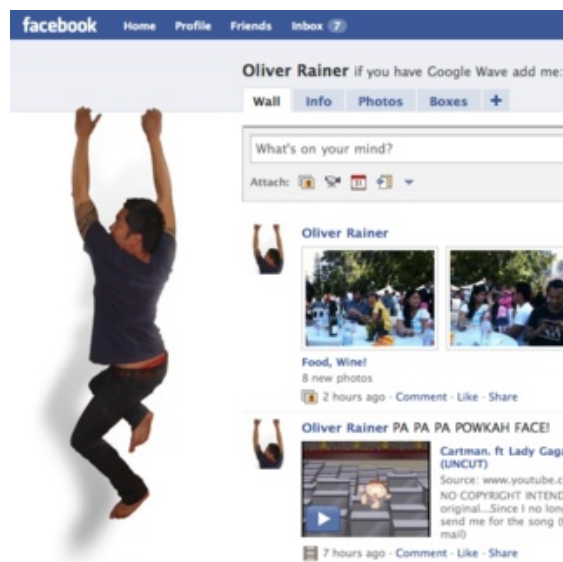 facebook Home Profile Friends Inbox 7
Oliver Rainer if you have Google Wave add me:
Wall Info Photos Boxes +
What's on your mind?
Attach: 31
Oliver Rainer
Food, Wine!
8 new photos
2 hours ago · Comment · Like · Share
Oliver Rainer PA PA PA POWKAH FACE!
Cartman. ft Lady Gaga
(UNCUT)
Source: www.youtube.c
NO COPYRIGHT INTEND
original...Since I no long
send me for the song (
mail)
7 hours ago · Comment · Like · Share